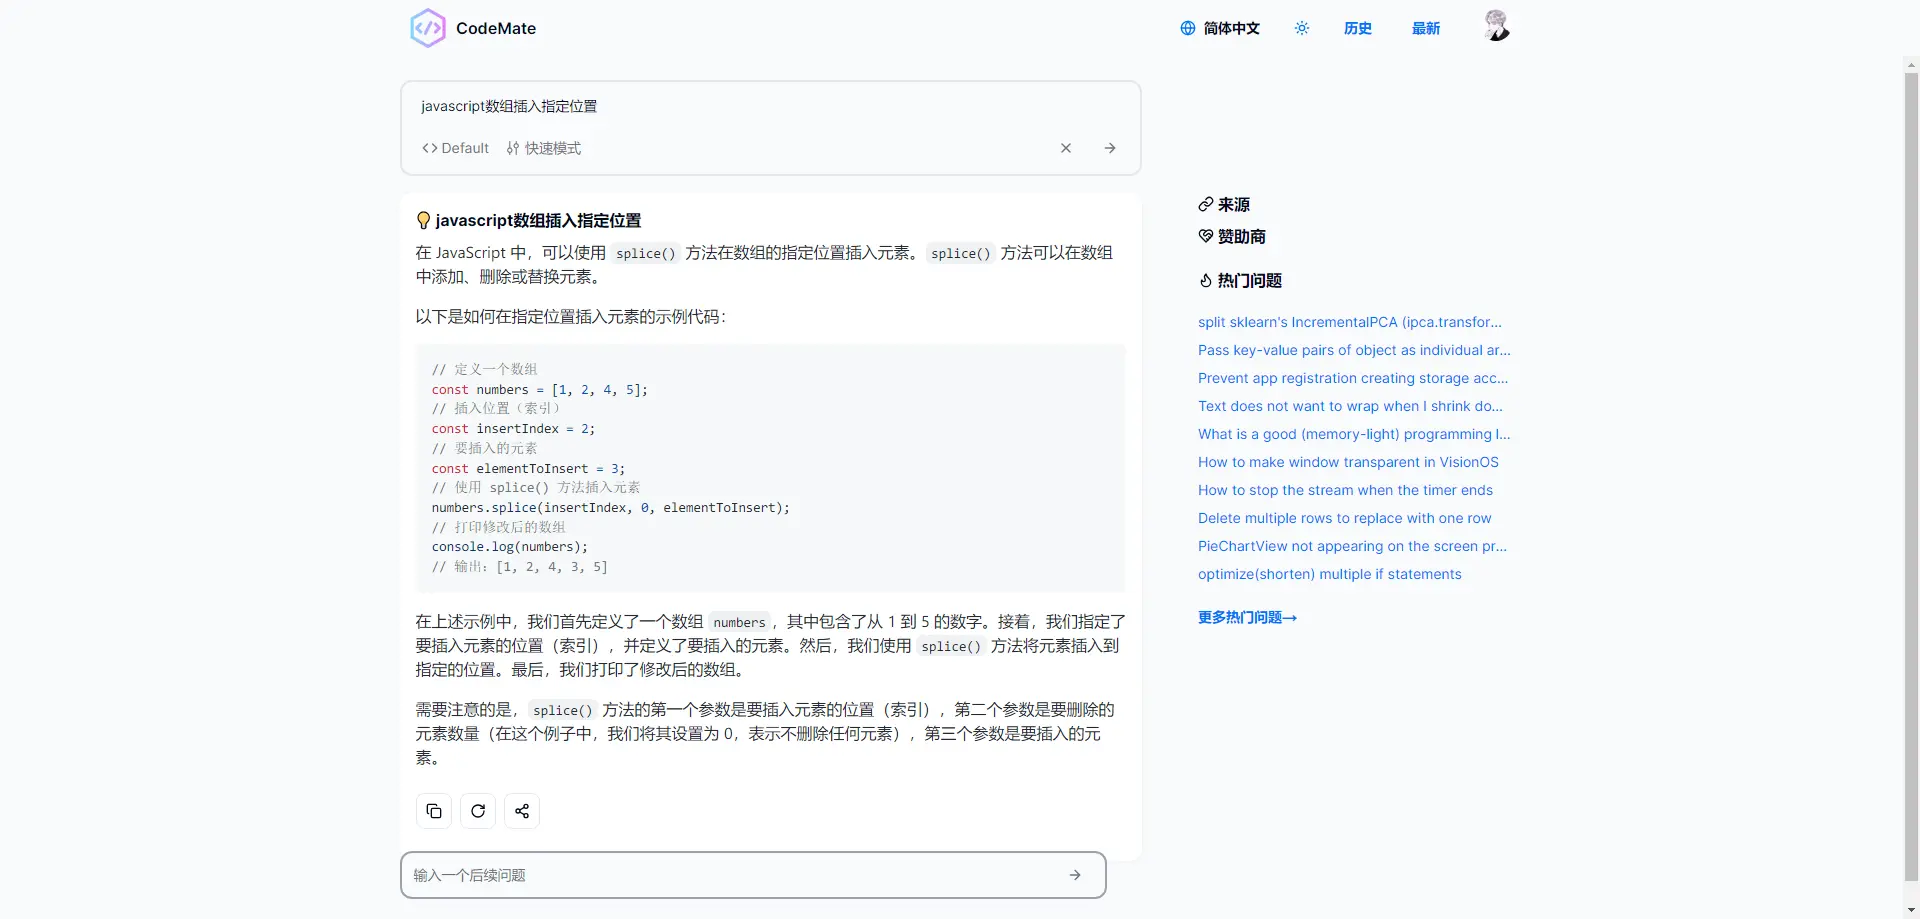 CodeMate
简体中文
历史
最新
javascript数组插入指定位置
Default 快速模式
javascript数组插入指定位置
在 JavaScript 中，可以使用 splice() 方法在数组的指定位置插入元素。 splice() 方法可以在数组
中添加、删除或替换元素。
以下是如何在指定位置插入元素的示例代码：
// 定义一个数组
const numbers = [1, 2, 4, 5];
// 插入位置（索引）
const insertIndex = 2;
// 要插入的元素
const elementToInsert = 3;
// 使用 splice() 方法插入元素
numbers.splice(insertIndex, 0, elementToInsert);
// 打印修改后的数组
console.log(numbers);
// 输出：[1, 2, 4, 3, 5]
在上述示例中，我们首先定义了一个数组 numbers ，其中包含了从 1 到 5 的数字。接着，我们指定了
要插入元素的位置（索引），并定义了要插入的元素。然后，我们使用 splice() 方法将元素插入到
指定的位置。最后，我们打印了修改后的数组。
需要注意的是， splice() 方法的第一个参数是要插入元素的位置（索引），第二个参数是要删除的
元素数量（在这个例子中，我们将其设置为 0，表示不删除任何元素），第三个参数是要插入的元
素。
输入一个后续问题
来源
赞助商
热门问题
split sklearn's IncrementalPCA (ipca.transfor...
Pass key-value pairs of object as individual ar...
Prevent app registration creating storage acc...
Text does not want to wrap when I shrink do...
What is a good (memory-light) programming l...
How to make window transparent in VisionOS
How to stop the stream when the timer ends
Delete multiple rows to replace with one row
PieChartView not appearing on the screen pr...
optimize(shorten) multiple if statements
更多热门问题→